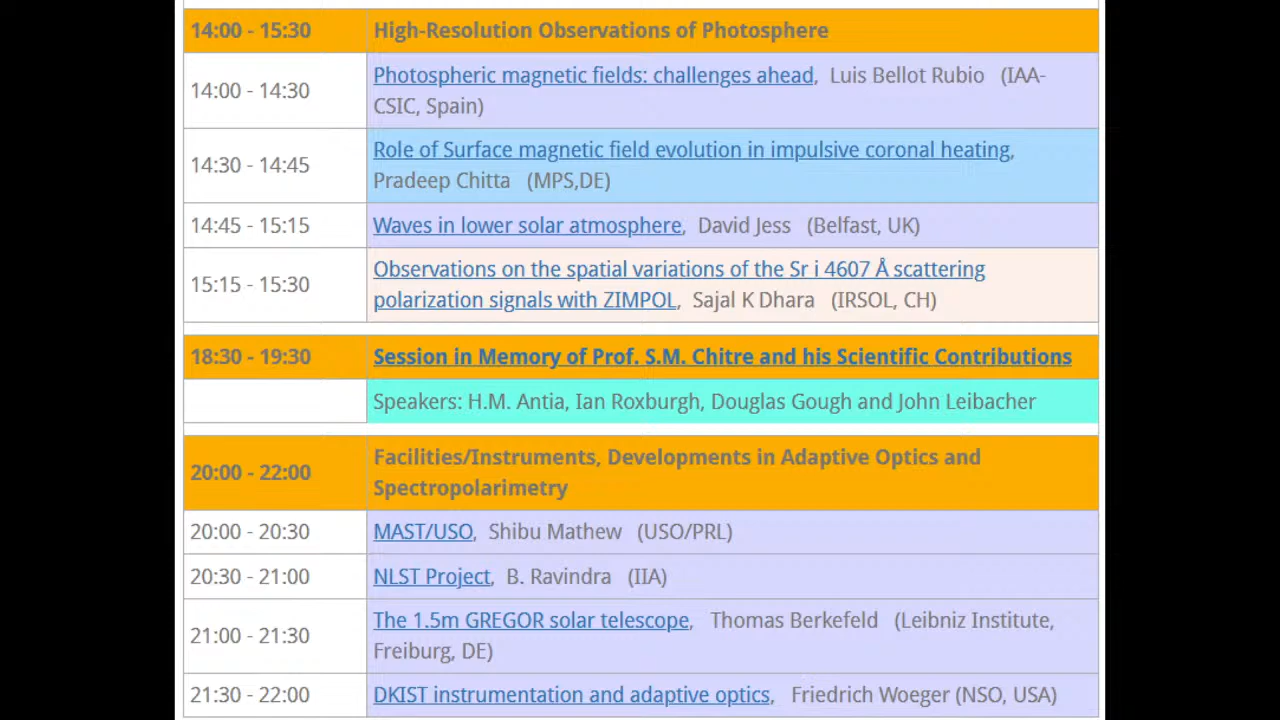 14:00 - 15:30 High-Resolution Observations of Photosphere
14:00 - 14:30 Photospheric magnetic fields: challenges ahead, Luis Bellot Rubio (IAA-
CSIC, Spain)
14:30 - 14:45 Role of Surface magnetic field evolution in impulsive coronal heating,
Pradeep Chitta (MPS,DE)
14:45 - 15:15 Waves in lower solar atmosphere, David Jess (Belfast, UK)
15:15 - 15:30 Observations on the spatial variations of the Sr i 4607 Å scattering
polarization signals with ZIMPOL, Sajal K Dhara (IRSOL, CH)
18:30 - 19:30 Session in Memory of Prof. S.M. Chitre and his Scientific Contributions
Speakers: H.M. Antia, Ian Roxburgh, Douglas Gough and John Leibacher
20:00 - 22:00 Facilities/Instruments, Developments in Adaptive Optics and
Spectropolarimetry
20:00 - 20:30 MAST/USO, Shibu Mathew (USO/PRL)
20:30 - 21:00 NLST Project, B. Ravindra (IIA)
21:00 - 21:30 The 1.5m GREGOR solar telescope, Thomas Berkefeld (Leibniz Institute,
Freiburg, DE)
21:30 - 22:00 DKIST instrumentation and adaptive optics, Friedrich Woeger (NSO, USA)